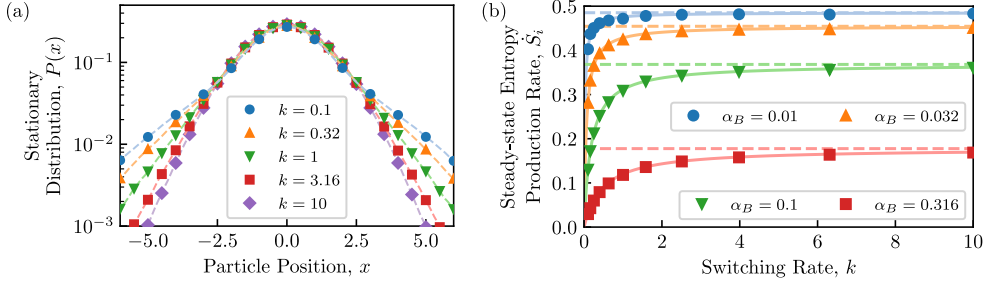 (a)
Stationary
Distribution, P(x)
10⁻¹
10⁻²
10⁻³
k = 0.1
k = 0.32
k = 1
k = 3.16
k = 10
−5.0 −2.5 0.0 2.5 5.0
Particle Position, x
(b)
Steady-state Entropy
Production Rate, Ṡᵢ
0.5
0.4
0.3
0.2
0.1
0.0
α_B = 0.01 α_B = 0.032
α_B = 0.1 α_B = 0.316
0 2 4 6 8 10
Switching Rate, k